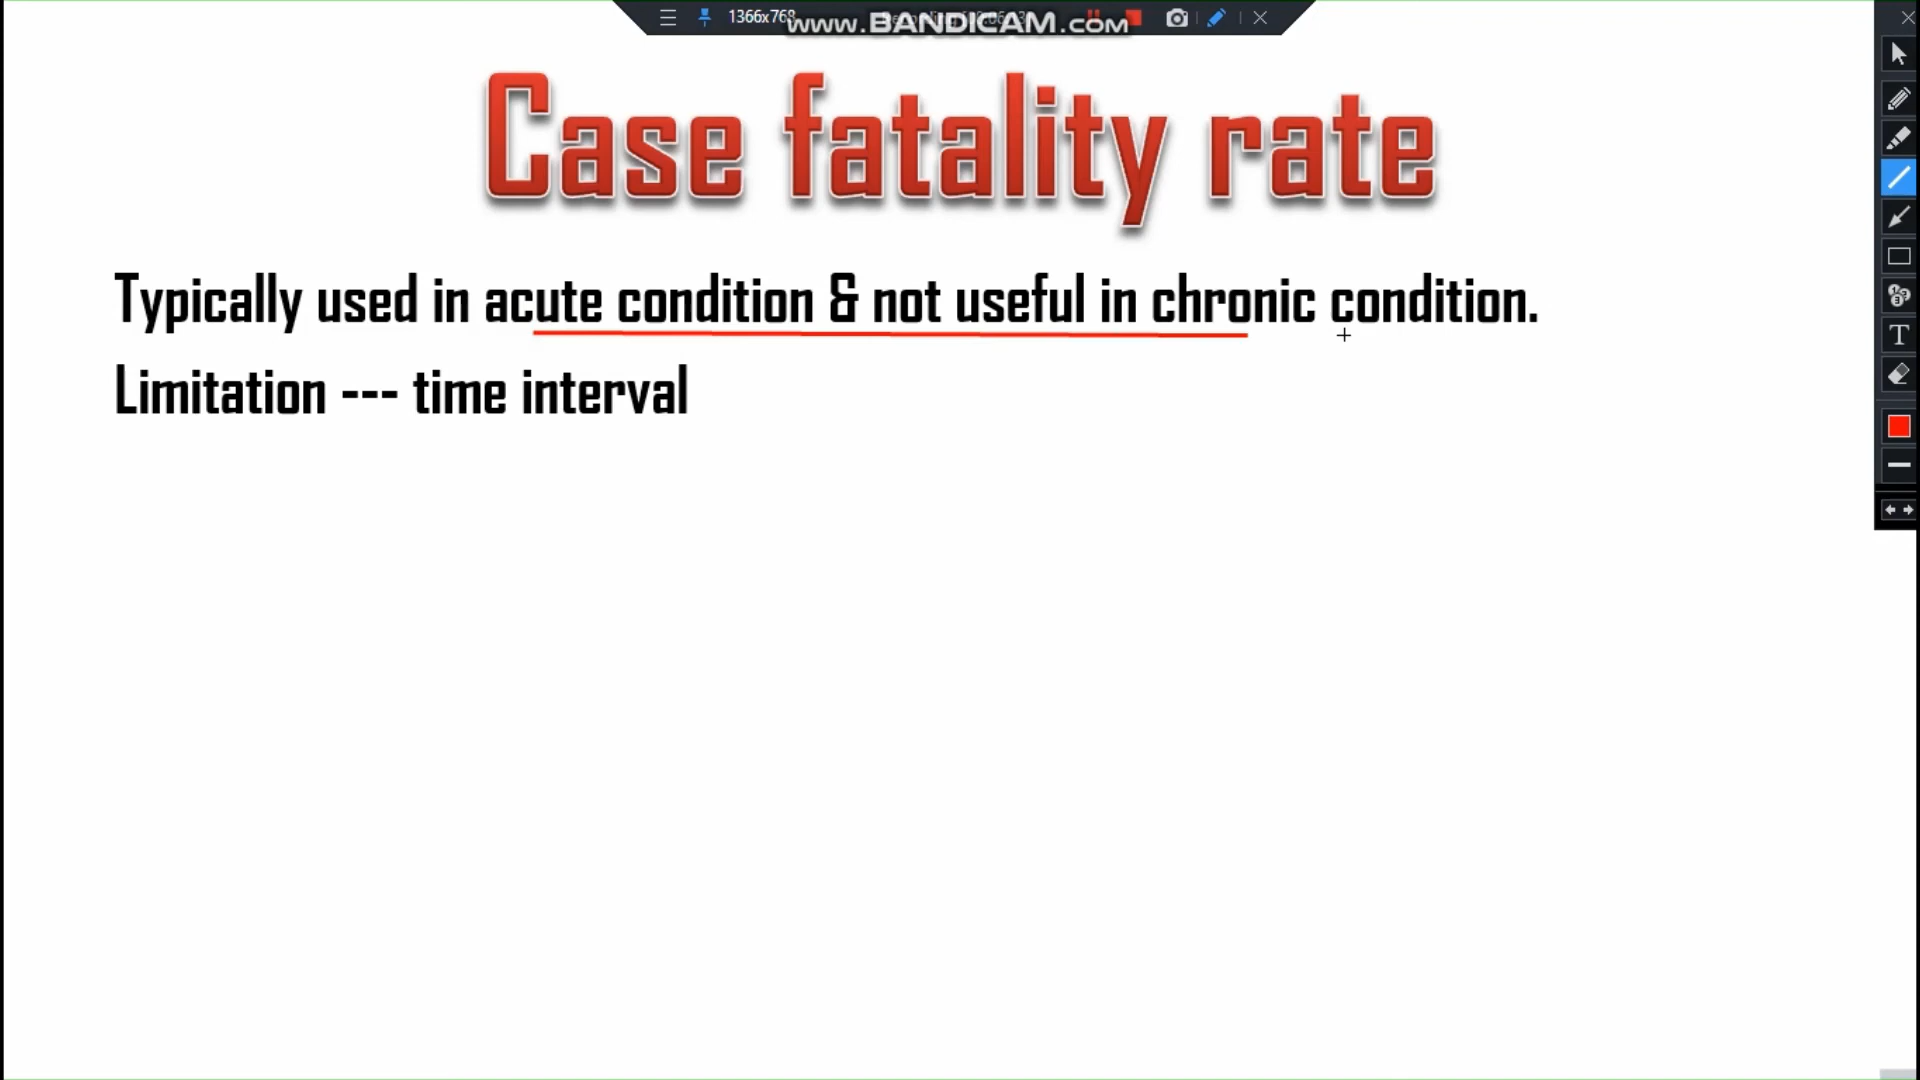 1366x768
www.BANDICAM.com
Case fatality rate
Typically used in acute condition & not useful in chronic condition.
Limitation --- time interval
T